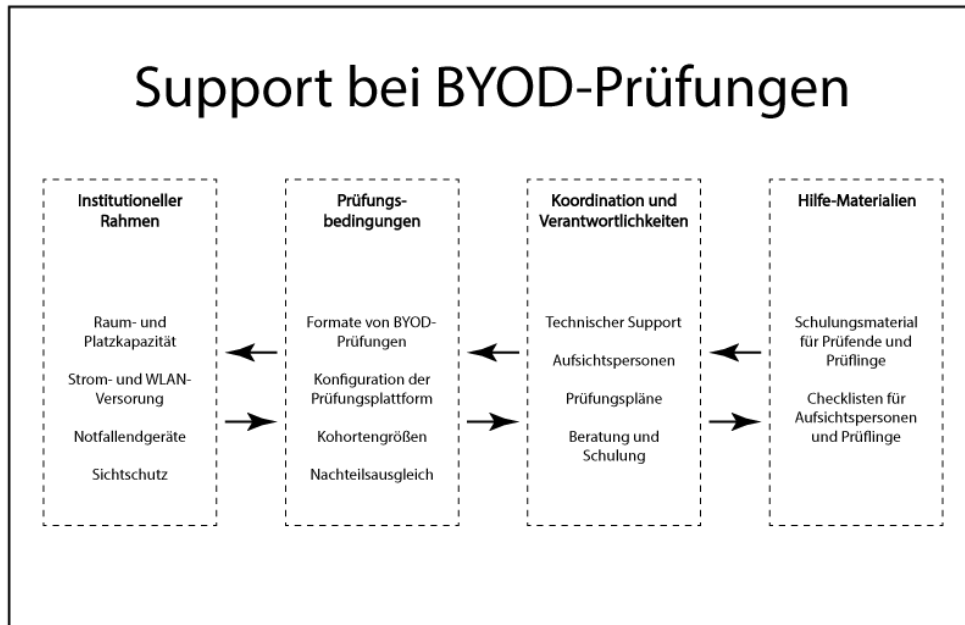 Support bei BYOD-Prüfungen
Institutioneller
Rahmen
Raum- und
Platzkapazität
Strom- und WLAN-
Versorung
Notfallendgeräte
Sichtschutz
Prüfungs-
bedingungen
Formate von BYOD-
Prüfungen
Konfiguration der
Prüfungsplattform
Kohortengrößen
Nachteilsausgleich
Koordination und
Verantwortlichkeiten
Technischer Support
Aufsichtspersonen
Prüfungspläne
Beratung und
Schulung
Hilfe-Materialien
Schulungsmaterial
für Prüfende und
Prüflinge
Checklisten für
Aufsichtspersonen
und Prüflinge